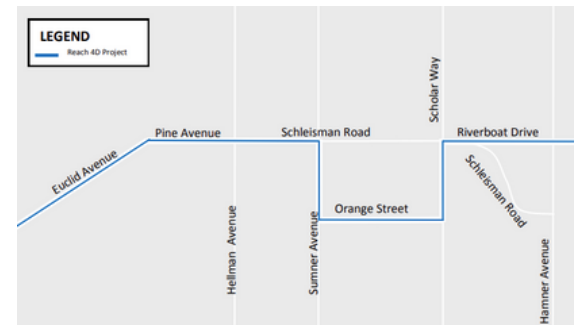 LEGEND
Reach 4D Project
Scholar Way
Pine Avenue
Schleisman Road
Riverboat Drive
Euclid Avenue
Schleisman Road
Orange Street
Hellman Avenue
Sumner Avenue
Hamner Avenue